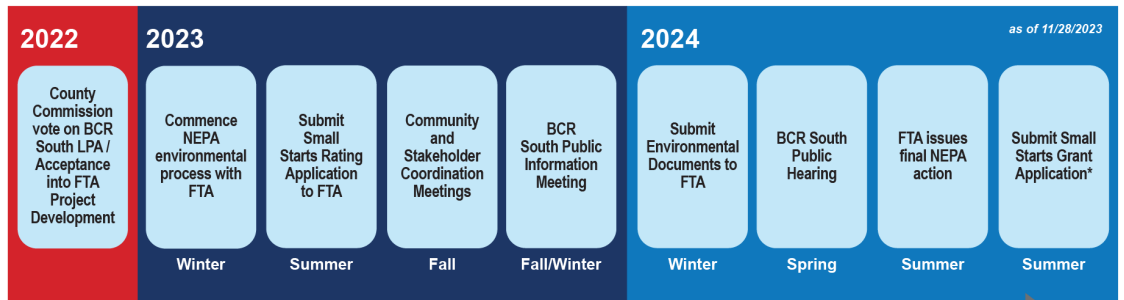 2022
County
Commission
vote on BCR
South LPA /
Acceptance
into FTA
Project
Development
2023
Commence
NEPA
environmental
process with
FTA
Winter
Submit
Small
Starts Rating
Application
to FTA
Summer
Community
and
Stakeholder
Coordination
Meetings
Fall
BCR
South Public
Information
Meeting
Fall/Winter
2024
as of 11/28/2023
Submit
Environmental
Documents to
FTA
Winter
BCR South
Public
Hearing
Spring
FTA issues
final NEPA
action
Summer
Submit Small
Starts Grant
Application*
Summer